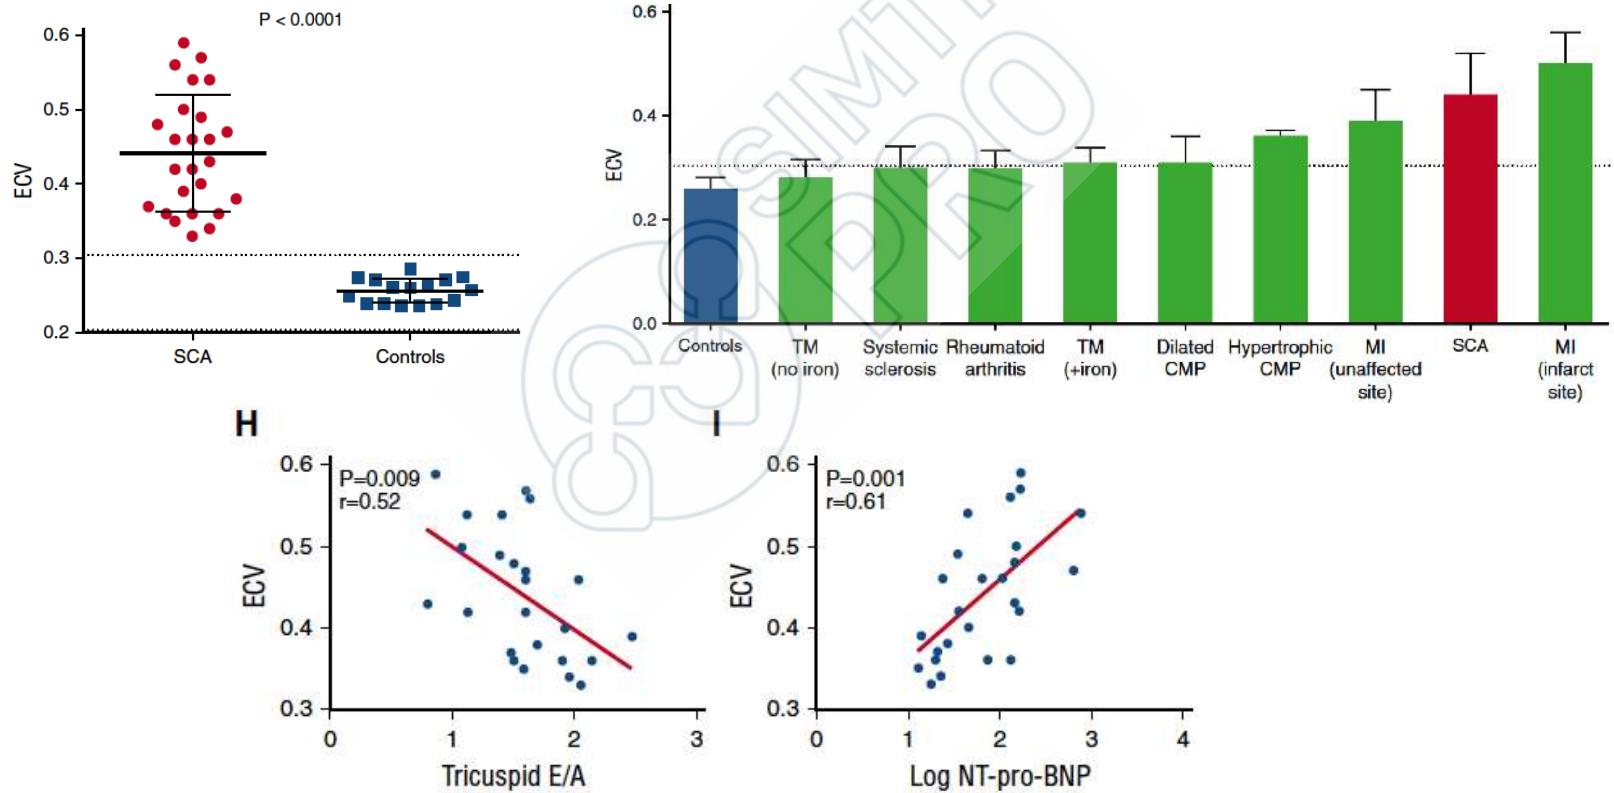 P < 0.0001
0.6
0.5
0.4
0.3
0.2
ECV
SCA
Controls
0.6
0.4
0.2
0.0
ECV
Controls
TM (no iron)
Systemic sclerosis
Rheumatoid arthritis
TM (+iron)
Dilated CMP
Hypertrophic CMP
MI (unaffected site)
SCA
MI (infarct site)
H
P=0.009
r=0.52
0.6
0.5
0.4
0.3
ECV
0 1 2 3
Tricuspid E/A
I
P=0.001
r=0.61
0.6
0.5
0.4
0.3
ECV
0 1 2 3 4
Log NT-pro-BNP
SIMT
PRO